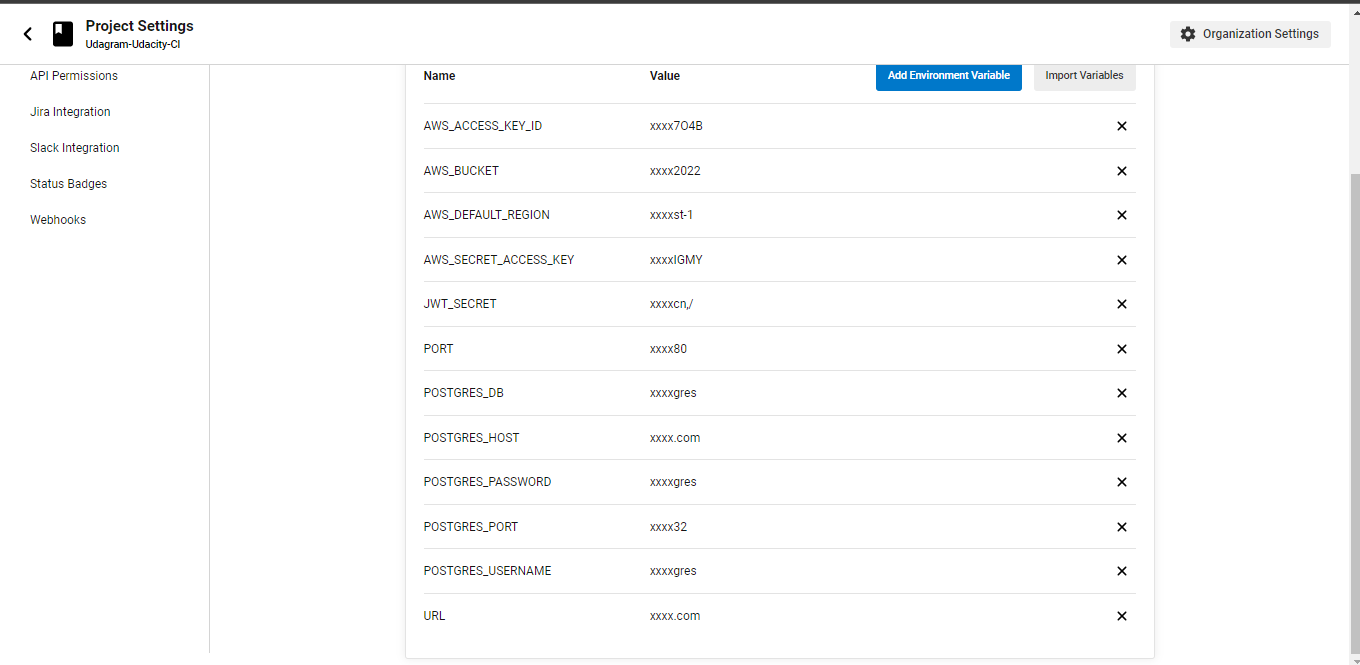 Project Settings
Udagram-Udacity-CI
Organization Settings
API Permissions
Jira Integration
Slack Integration
Status Badges
Webhooks
Name Value Add Environment Variable Import Variables
AWS_ACCESS_KEY_ID xxxx7O4B
AWS_BUCKET xxxx2022
AWS_DEFAULT_REGION xxxxst-1
AWS_SECRET_ACCESS_KEY xxxxIGMY
JWT_SECRET xxxxcn,/
PORT xxxx80
POSTGRES_DB xxxxgres
POSTGRES_HOST xxxx.com
POSTGRES_PASSWORD xxxxgres
POSTGRES_PORT xxxx32
POSTGRES_USERNAME xxxxgres
URL xxxx.com